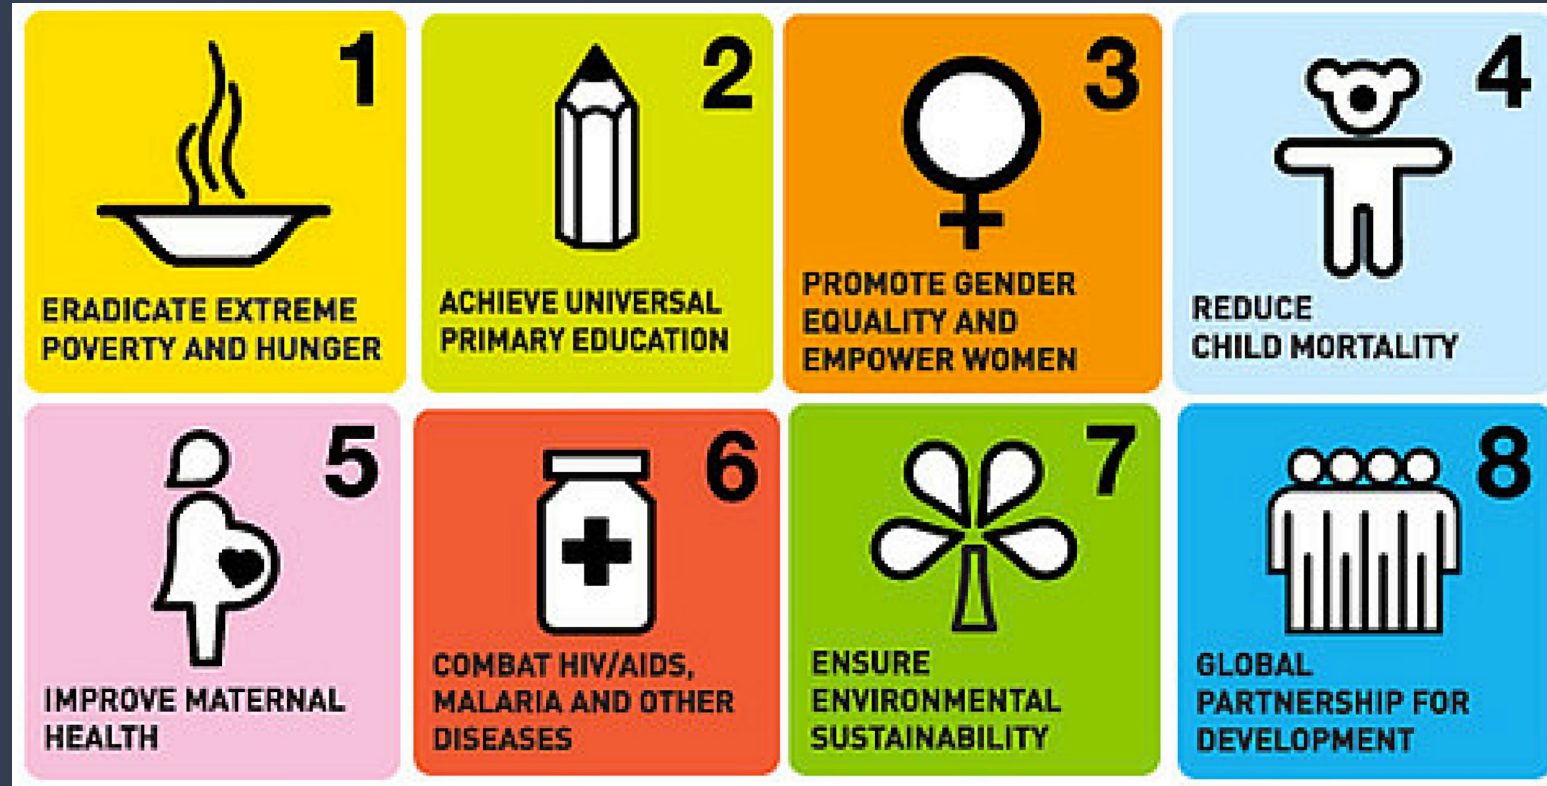 1
ERADICATE EXTREME
POVERTY AND HUNGER
2
ACHIEVE UNIVERSAL
PRIMARY EDUCATION
3
PROMOTE GENDER
EQUALITY AND
EMPOWER WOMEN
4
REDUCE
CHILD MORTALITY
5
IMPROVE MATERNAL
HEALTH
6
COMBAT HIV/AIDS,
MALARIA AND OTHER
DISEASES
7
ENSURE
ENVIRONMENTAL
SUSTAINABILITY
8
GLOBAL
PARTNERSHIP FOR
DEVELOPMENT